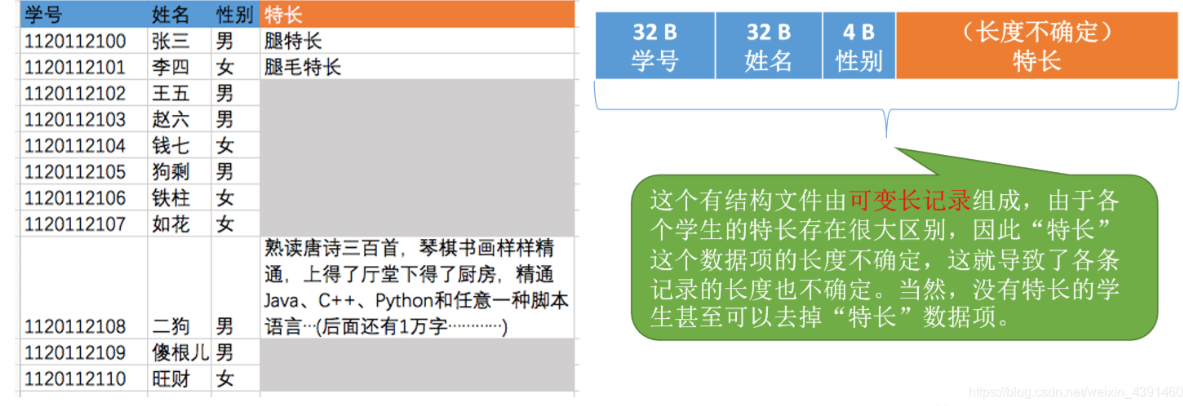 学号 姓名 性别 特长
1120112100 张三 男 腿特长
1120112101 李四 女 腿毛特长
1120112102 王五 男
1120112103 赵六 男
1120112104 钱七 女
1120112105 狗剩 男
1120112106 铁柱 女
1120112107 如花 女
熟读唐诗三百首，琴棋书画样样精
通，上得了厅堂下得了厨房，精通
Java、C++、Python和任意一种脚本
1120112108 二狗 男 语言…(后面还有1万字…………)
1120112109 傻根儿 男
1120112110 旺财 女
32 B 32 B 4 B （长度不确定）
学号 姓名 性别 特长
这个有结构文件由可变长记录组成，由于各
个学生的特长存在很大区别，因此“特长”
这个数据项的长度不确定，这就导致了各条
记录的长度也不确定。当然，没有特长的学
生甚至可以去掉“特长”数据项。
https://blog.csdn.net/weixin_4391460